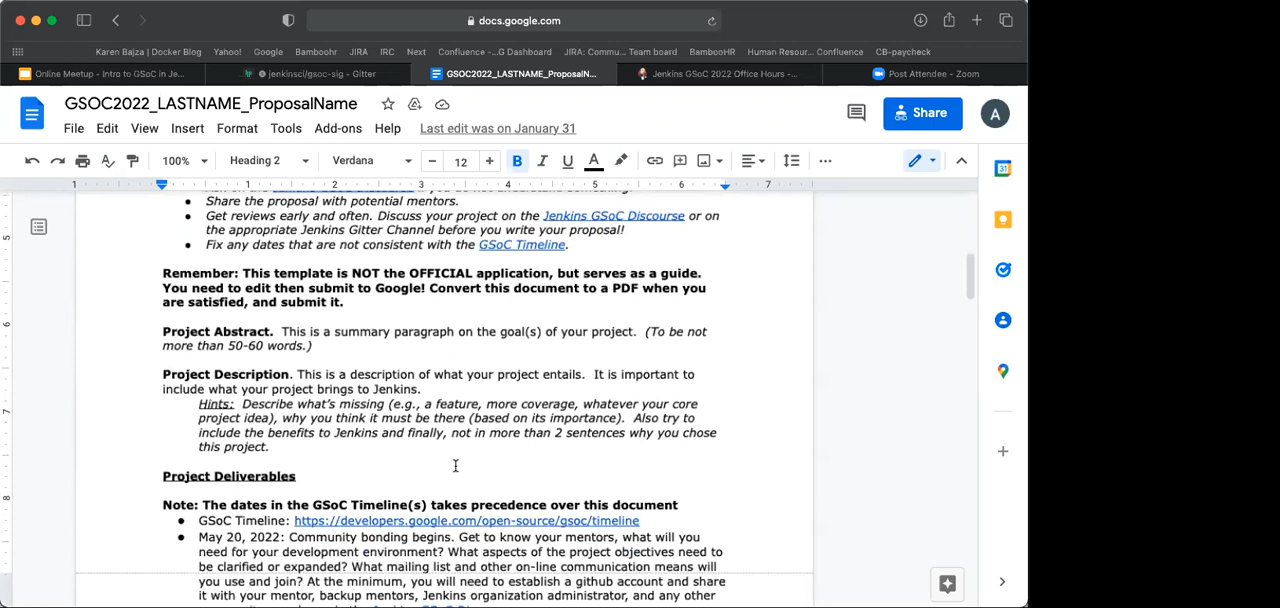 docs.google.com
Karen Bajza | Docker Blog Yahoo! Google Bamboohr JIRA IRC Next Confluence -...G Dashboard JIRA: Commu... Team board BambooHR Human Resour... Confluence CB-paycheck
Online Meetup - Intro to GSoC in Je... jenkinsci/gsoc-sig - Gitter GSOC2022_LASTNAME_ProposalN... Jenkins GSoC 2022 Office Hours -... Post Attendee - Zoom
GSOC2022_LASTNAME_ProposalName
Share
A
File Edit View Insert Format Tools Add-ons Help Last edit was on January 31
100% Heading 2 Verdana − 12 + B I U A
1 1 2 3 4 5 6 7
Share the proposal with potential mentors.
Get reviews early and often. Discuss your project on the Jenkins GSoC Discourse or on
the appropriate Jenkins Gitter Channel before you write your proposal!
Fix any dates that are not consistent with the GSoC Timeline.
Remember: This template is NOT the OFFICIAL application, but serves as a guide.
You need to edit then submit to Google! Convert this document to a PDF when you
are satisfied, and submit it.
Project Abstract. This is a summary paragraph on the goal(s) of your project. (To be not
more than 50-60 words.)
Project Description. This is a description of what your project entails. It is important to
include what your project brings to Jenkins.
Hints: Describe what's missing (e.g., a feature, more coverage, whatever your core
project idea), why you think it must be there (based on its importance). Also try to
include the benefits to Jenkins and finally, not in more than 2 sentences why you chose
this project.
Project Deliverables
Note: The dates in the GSoC Timeline(s) takes precedence over this document
GSoC Timeline: https://developers.google.com/open-source/gsoc/timeline
May 20, 2022: Community bonding begins. Get to know your mentors, what will you
need for your development environment? What aspects of the project objectives need to
be clarified or expanded? What mailing list and other on-line communication means will
you use and join? At the minimum, you will need to establish a github account and share
it with your mentor, backup mentors, Jenkins organization administrator, and any other
5
6
7
8
31